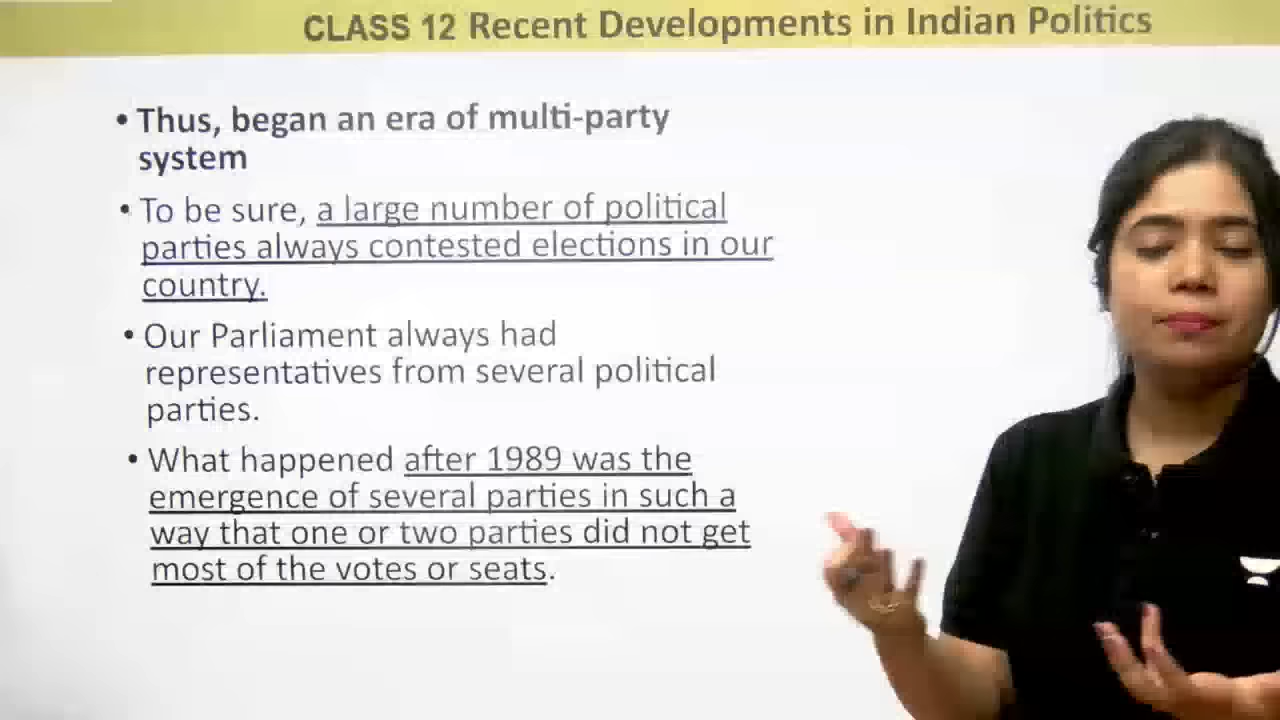 CLASS 12 Recent Developments in Indian Politics
• Thus, began an era of multi-party
system
• To be sure, a large number of political
parties always contested elections in our
country.
• Our Parliament always had
representatives from several political
parties.
• What happened after 1989 was the
emergence of several parties in such a
way that one or two parties did not get
most of the votes or seats.